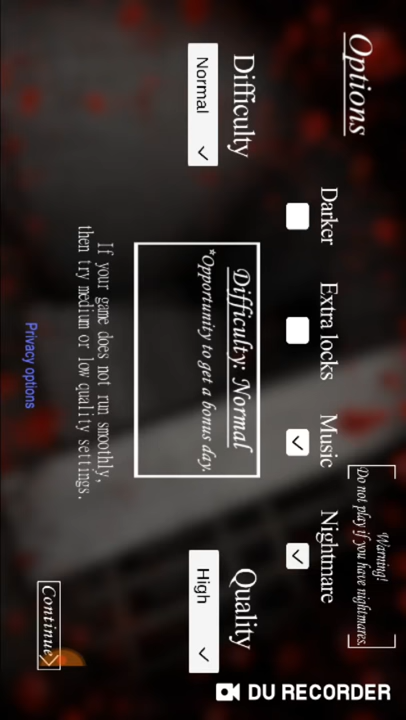 Options
Warning!
Do not play if you have nightmares.
Darker
Extra locks
Music
Nightmare
Difficulty
Normal
Difficulty: Normal
*Opportunity to get a bonus day.
Quality
High
If your game does not run smoothly,
then try medium or low quality settings.
Privacy options
Continue
DU RECORDER